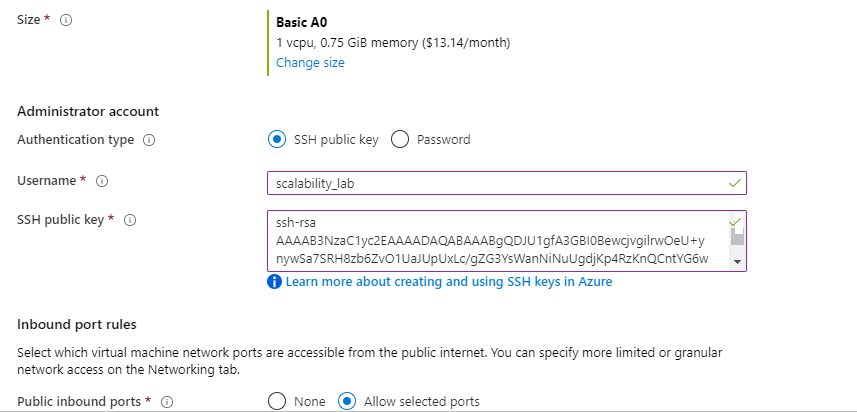 Size *
Basic A0
1 vcpu, 0.75 GiB memory ($13.14/month)
Change size
Administrator account
Authentication type
SSH public key
Password
Username *
scalability_lab
SSH public key *
ssh-rsa
AAAAB3NzaC1yc2EAAAADAQABAAABgQDJU1gfA3GBI0BewcjvgilrwOeU+y
nywSa7SRH8zb6ZvO1UaJUpUxLc/gZG3YsWanNiNuUgdjKp4RzKnQCntYG6w
Learn more about creating and using SSH keys in Azure
Inbound port rules
Select which virtual machine network ports are accessible from the public internet. You can specify more limited or granular
network access on the Networking tab.
Public inbound ports *
None
Allow selected ports